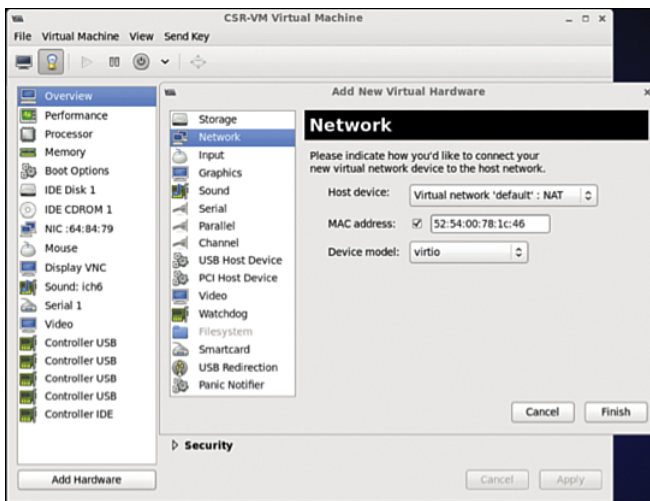 CSR-VM Virtual Machine
File Virtual Machine View Send Key
Overview
Performance
Processor
Memory
Boot Options
IDE Disk 1
IDE CDROM 1
NIC :64:84:79
Mouse
Display VNC
Sound: ich6
Serial 1
Video
Controller USB
Controller USB
Controller USB
Controller USB
Controller IDE
Add Hardware
Add New Virtual Hardware
Storage
Network
Input
Graphics
Sound
Serial
Parallel
Channel
USB Host Device
PCI Host Device
Video
Watchdog
Filesystem
Smartcard
USB Redirection
Panic Notifier
Network
Please indicate how you'd like to connect your
new virtual network device to the host network.
Host device: Virtual network 'default' : NAT
MAC address: 52:54:00:78:1c:46
Device model: virtio
Cancel Finish
Security
Cancel Apply